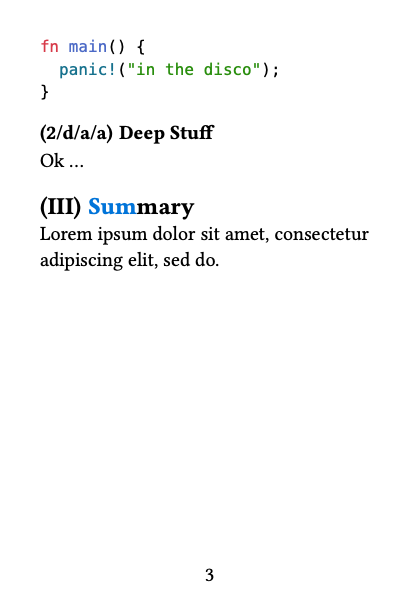 fn main() {
  panic!("in the disco");
}
(2/d/a/a) Deep Stuff
Ok …
(III) Summary
Lorem ipsum dolor sit amet, consectetur
adipiscing elit, sed do.
3